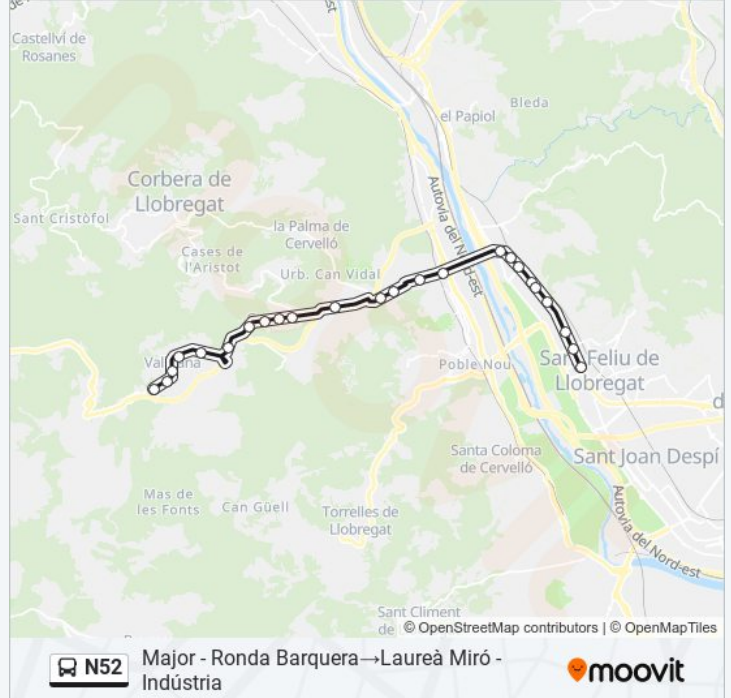 Castellví de
Rosanes
el Papiol
Bleda
Corbera de
Llobregat
Sant Cristòfol
la Palma de
Cervelló
Cases de
l'Aristot
Urb. Can Vidal
Autovia del Nord-est
Poble Nou
Sant Feliu de
Llobregat
Santa Coloma
de Cervelló
Sant Joan Despí
Mas de
les Fonts
Can Güell
Torrelles de
Llobregat
Autovia del Nord-est
Sant Climent
de
© OpenStreetMap contributors | © OpenMapTiles
N52
Major - Ronda Barquera→Laureà Miró -
Indústria
moovit